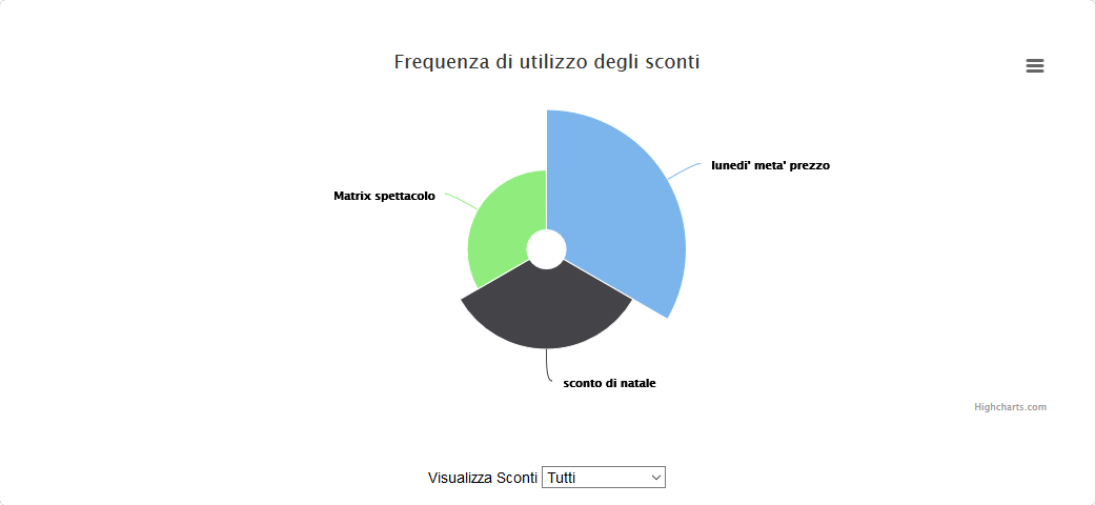 Frequenza di utilizzo degli sconti
lunedi' meta' prezzo
Matrix spettacolo
sconto di natale
Highcharts.com
Visualizza Sconti Tutti